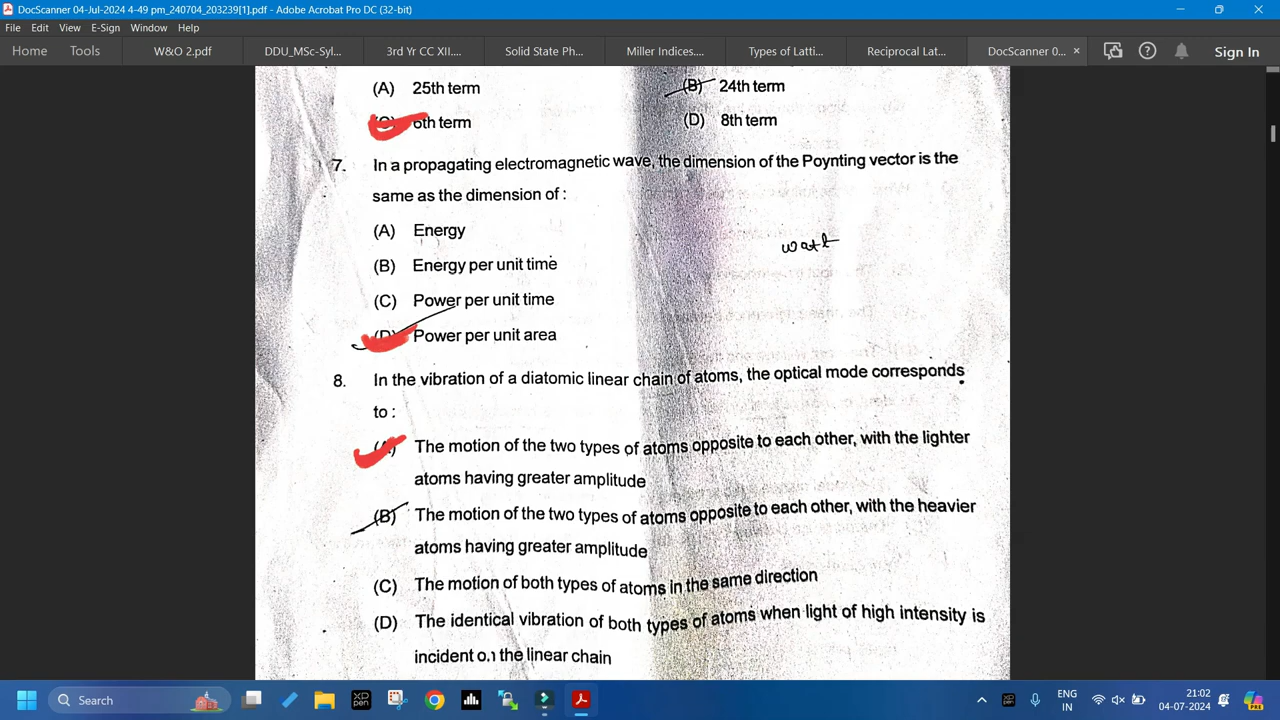 DocScanner 04-Jul-2024 4-49 pm_240704_203239[1].pdf - Adobe Acrobat Pro DC (32-bit)
File Edit View E-Sign Window Help
Home Tools W&O 2.pdf DDU_MSc-Syl... 3rd Yr CC XII.... Solid State Ph... Miller Indices.... Types of Latti... Reciprocal Lat... DocScanner 0... × Sign In
(A) 25th term (B) 24th term
(C) 6th term (D) 8th term
7. In a propagating electromagnetic wave, the dimension of the Poynting vector is the
same as the dimension of :
(A) Energy
watt
(B) Energy per unit time
(C) Power per unit time
(D) Power per unit area
8. In the vibration of a diatomic linear chain of atoms, the optical mode corresponds
to :
(A) The motion of the two types of atoms opposite to each other, with the lighter
atoms having greater amplitude
(B) The motion of the two types of atoms opposite to each other, with the heavier
atoms having greater amplitude
(C) The motion of both types of atoms in the same direction
(D) The identical vibration of both types of atoms when light of high intensity is
incident on the linear chain
Search XP pen ENG 21:02
IN 04-07-2024